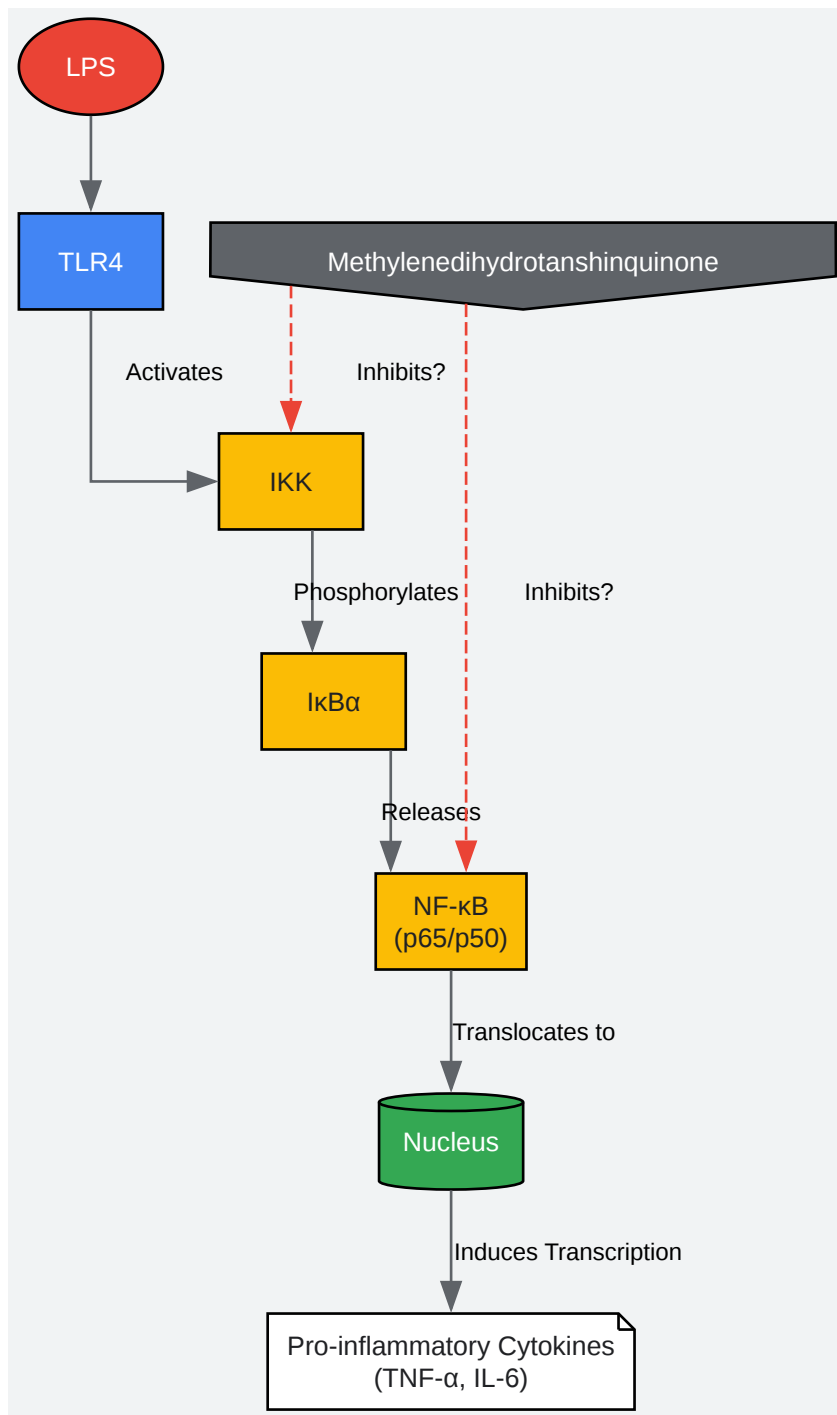 LPS
TLR4
Methylenedihydrotanshinquinone
Activates
Inhibits?
IKK
Phosphorylates
Inhibits?
IκBα
Releases
NF-κB
(p65/p50)
Translocates to
Nucleus
Induces Transcription
Pro-inflammatory Cytokines
(TNF-α, IL-6)